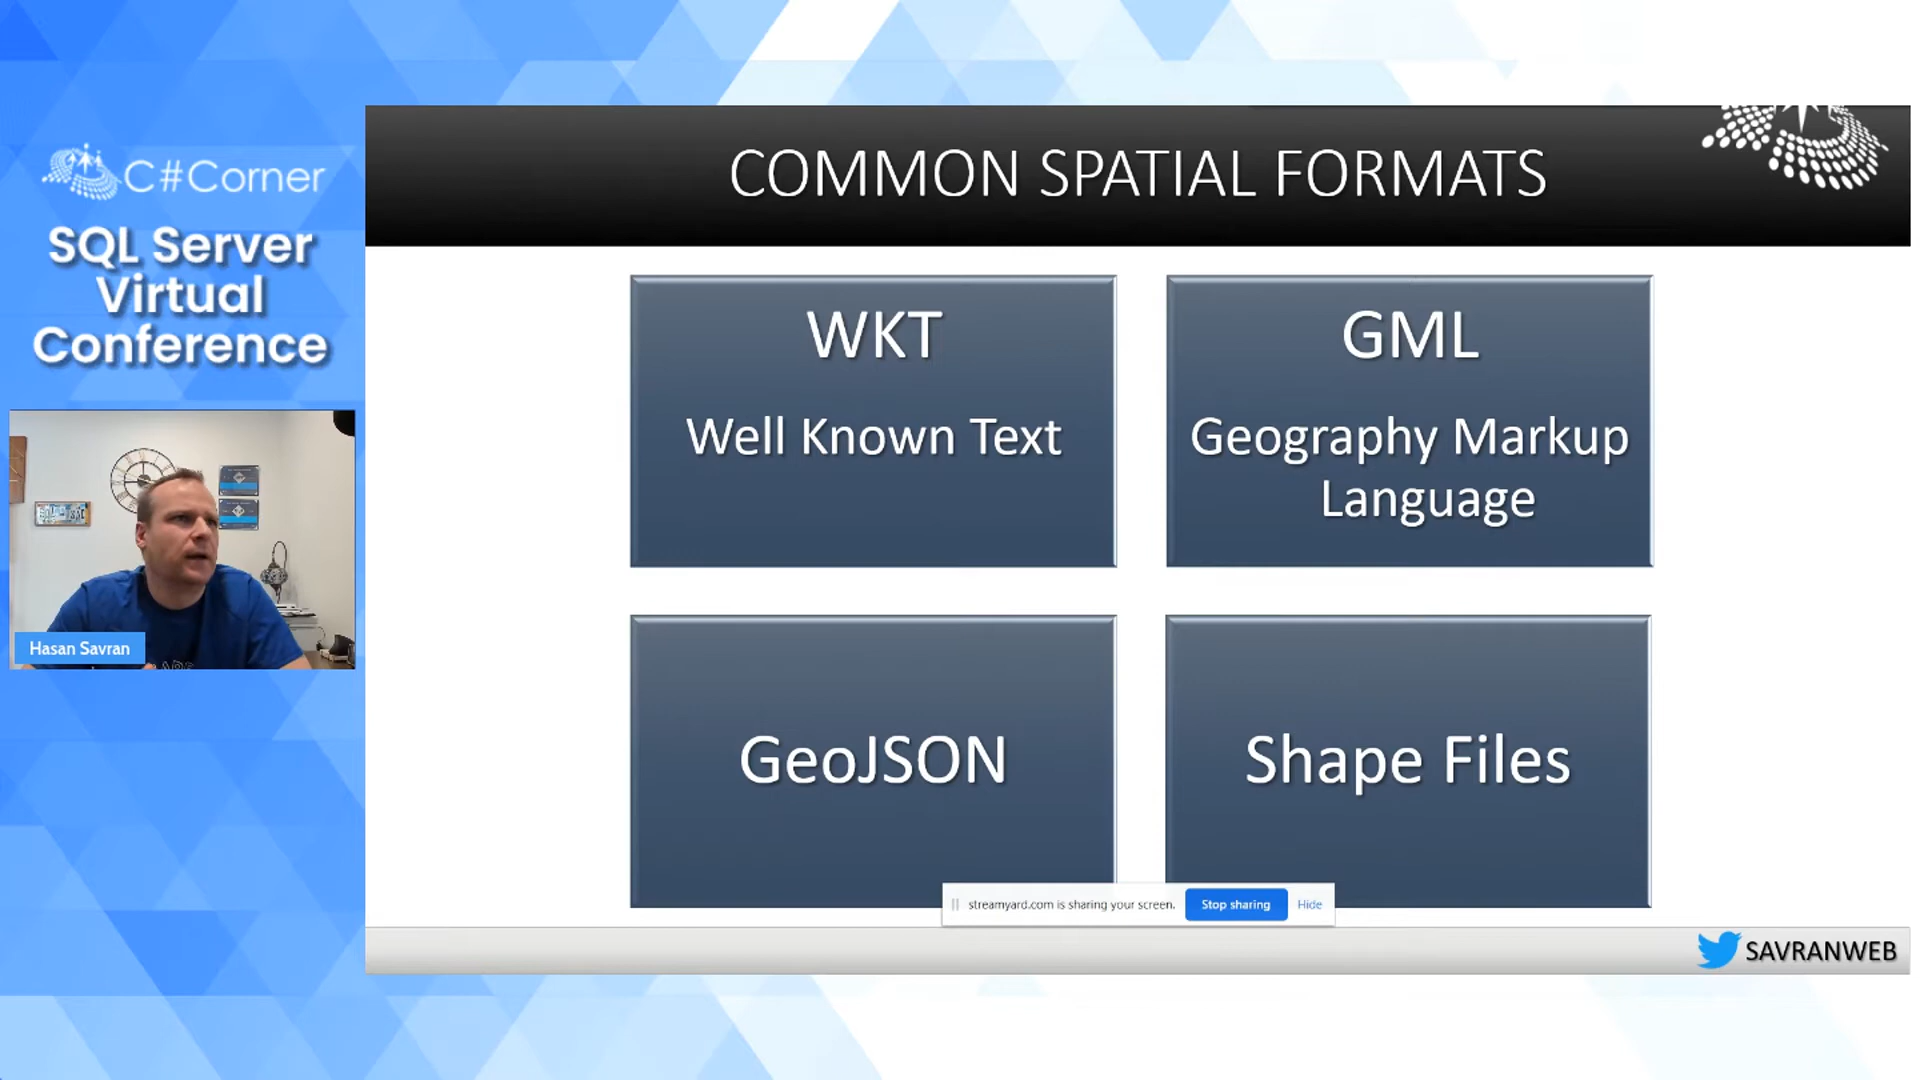 C#Corner
SQL Server
Virtual
Conference
Hasan Savran
COMMON SPATIAL FORMATS
WKT
Well Known Text
GML
Geography Markup
Language
GeoJSON
Shape Files
streamyard.com is sharing your screen.
Stop sharing
Hide
SAVRANWEB